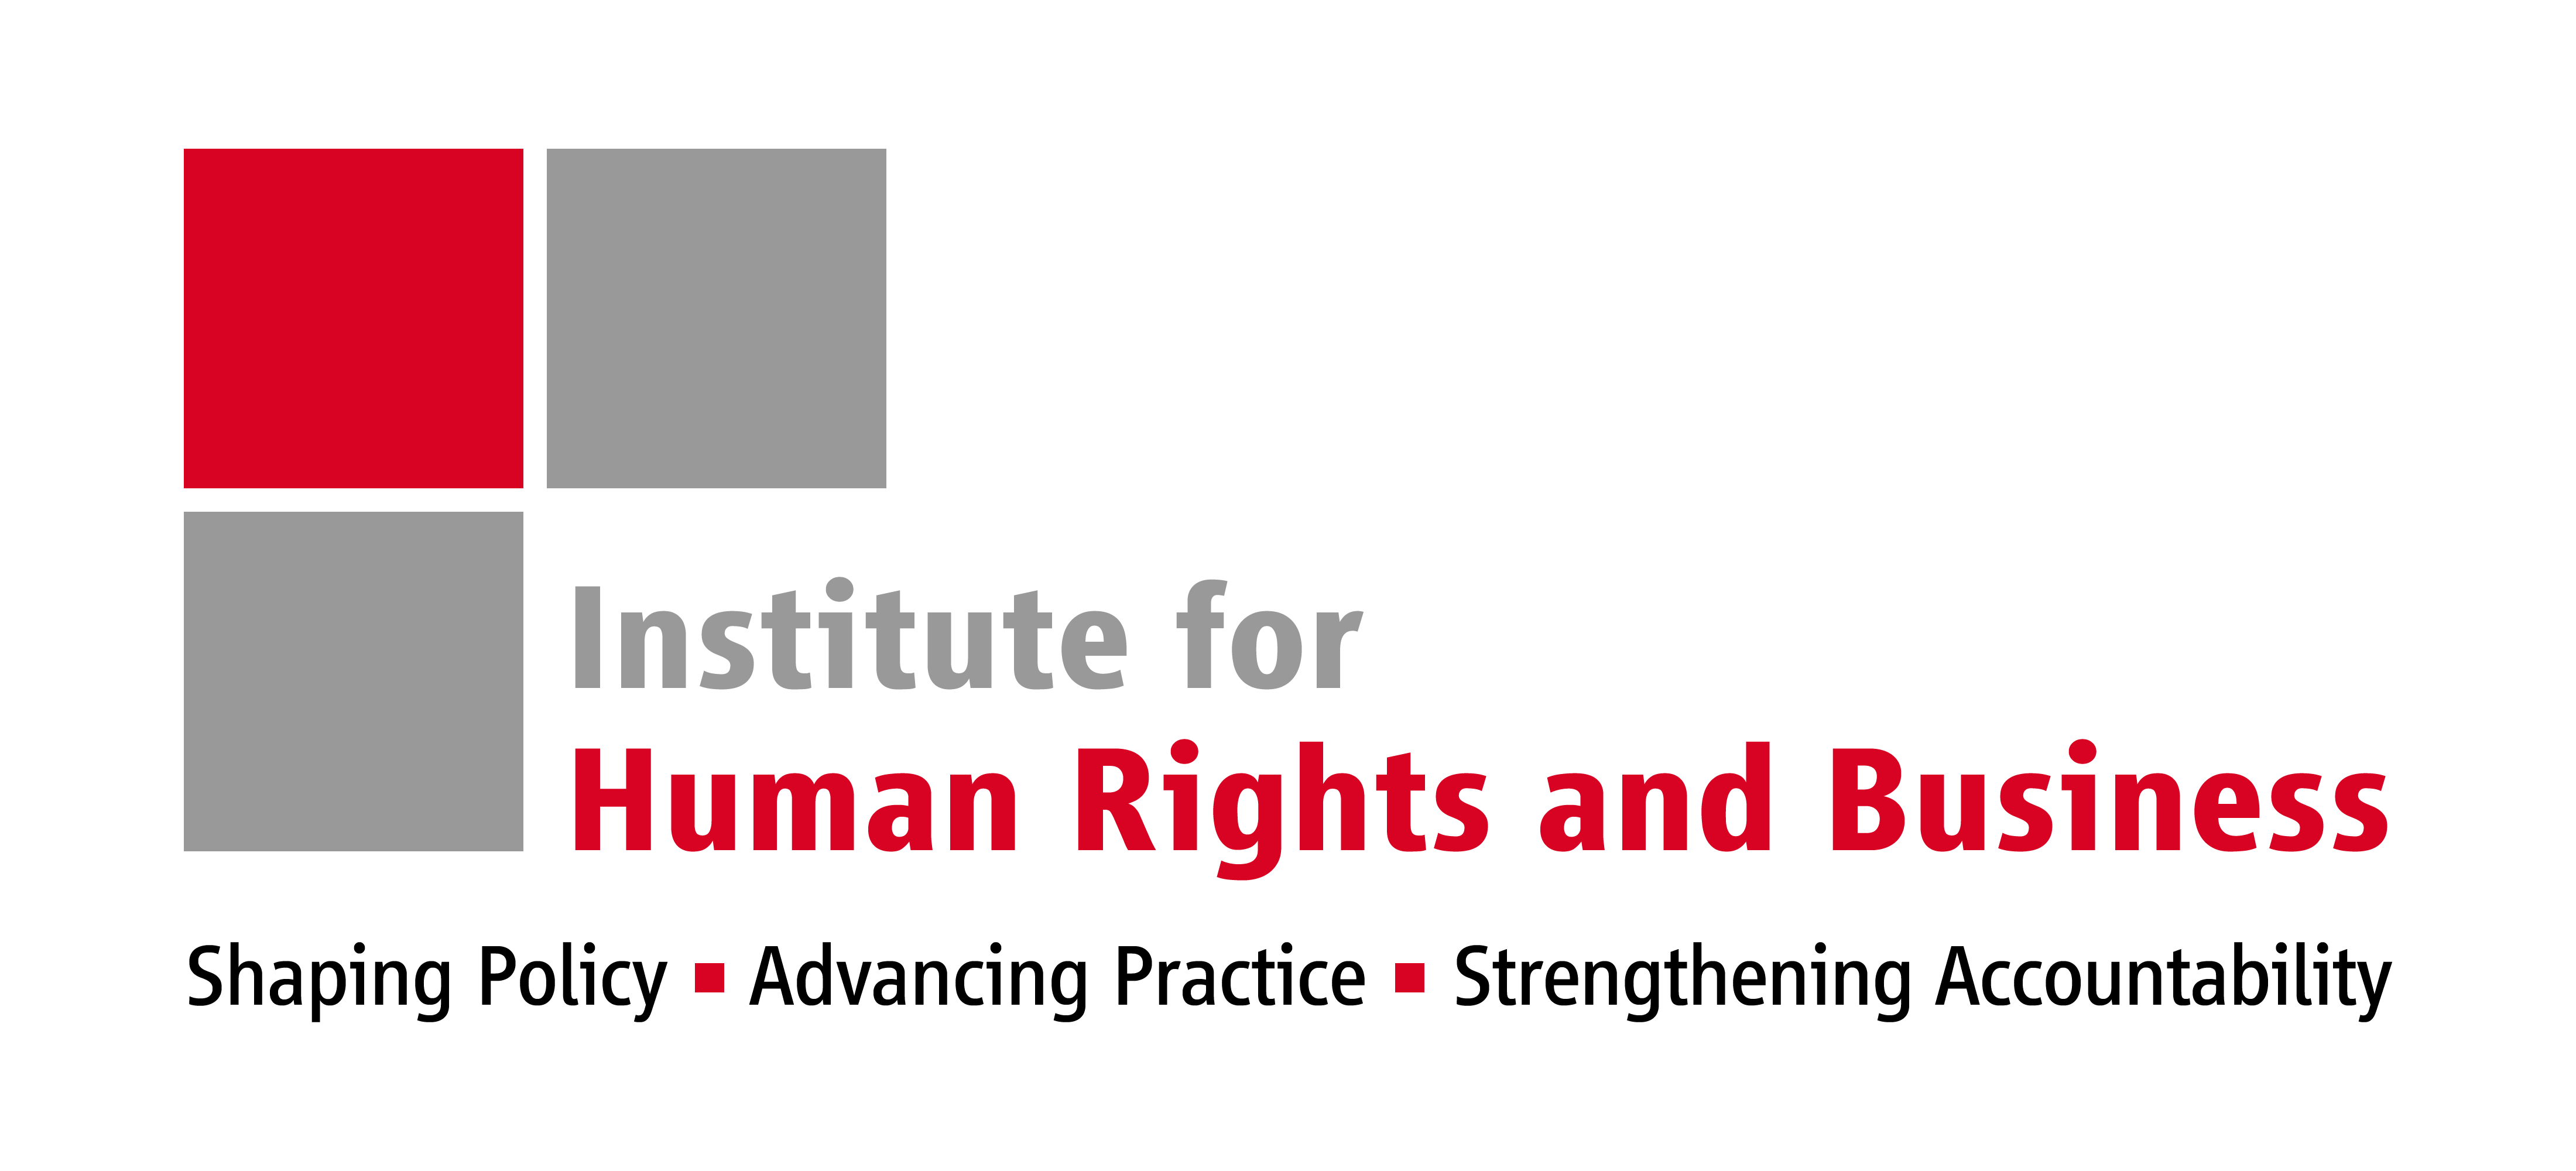 Institute for
Human Rights and Business
Shaping Policy ▪ Advancing Practice ▪ Strengthening Accountability